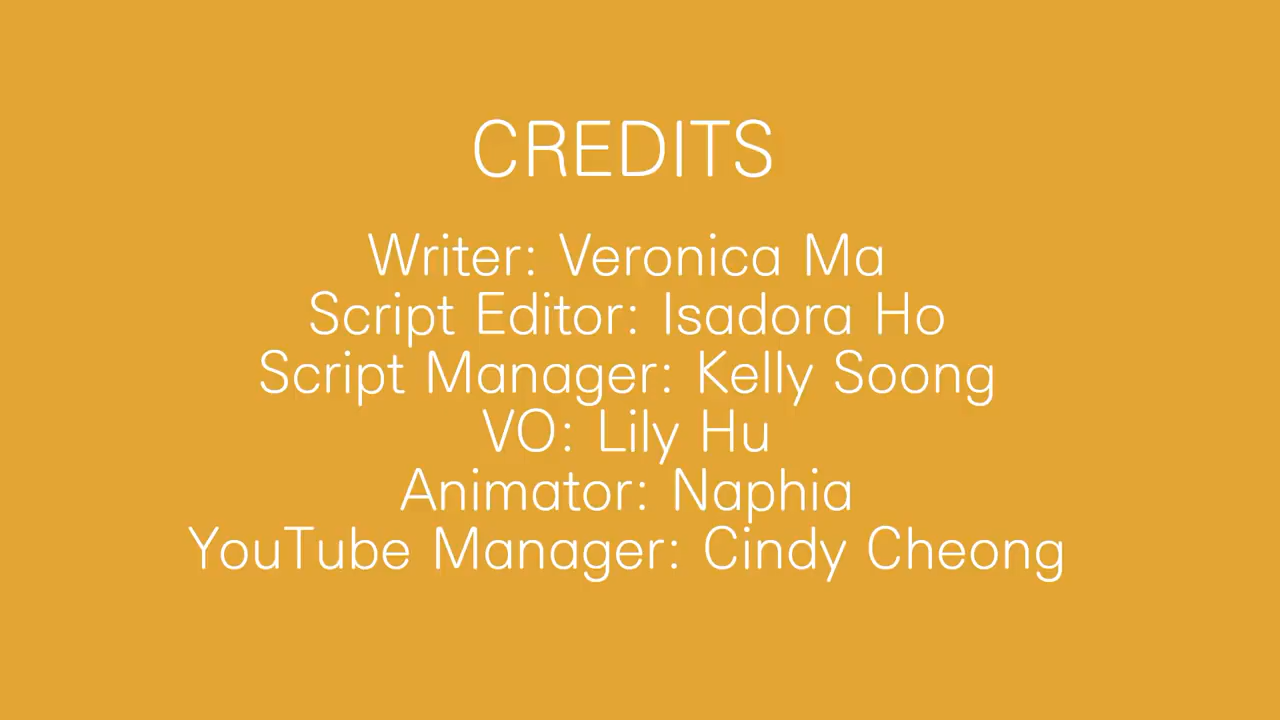 CREDITS
Writer: Veronica Ma
Script Editor: Isadora Ho
Script Manager: Kelly Soong
VO: Lily Hu
Animator: Naphia
YouTube Manager: Cindy Cheong